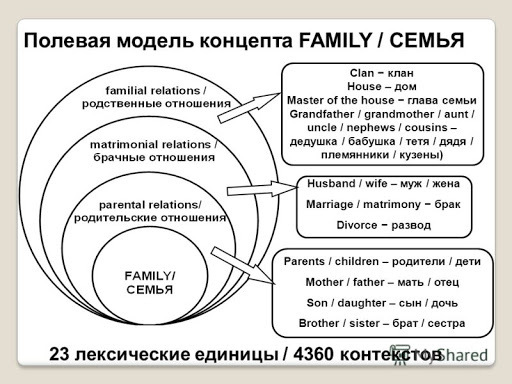 Полевая модель концепта FAMILY / СЕМЬЯ
familial relations /
родственные отношения
matrimonial relations /
брачные отношения
parental relations/
родительские отношения
FAMILY/
СЕМЬЯ
Clan − клан
House – дом
Master of the house − глава семьи
Grandfather / grandmother / aunt /
uncle / nephews / cousins –
дедушка / бабушка / тетя / дядя /
племянники / кузены)
Husband / wife – муж / жена
Marriage / matrimony − брак
Divorce − развод
Parents / children – родители / дети
Mother / father – мать / отец
Son / daughter – сын / дочь
Brother / sister – брат / сестра
23 лексические единицы / 4360 контекстов
MyShared